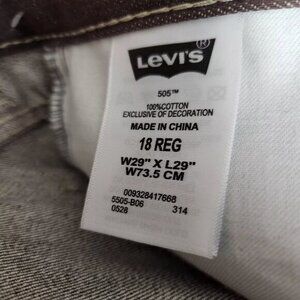 LEVI'S®
505™
100%COTTON
EXCLUSIVE OF DECORATION
MADE IN CHINA
18 REG
W29" X L29"
W73.5 CM
009328417668
5505-B06
0528 314